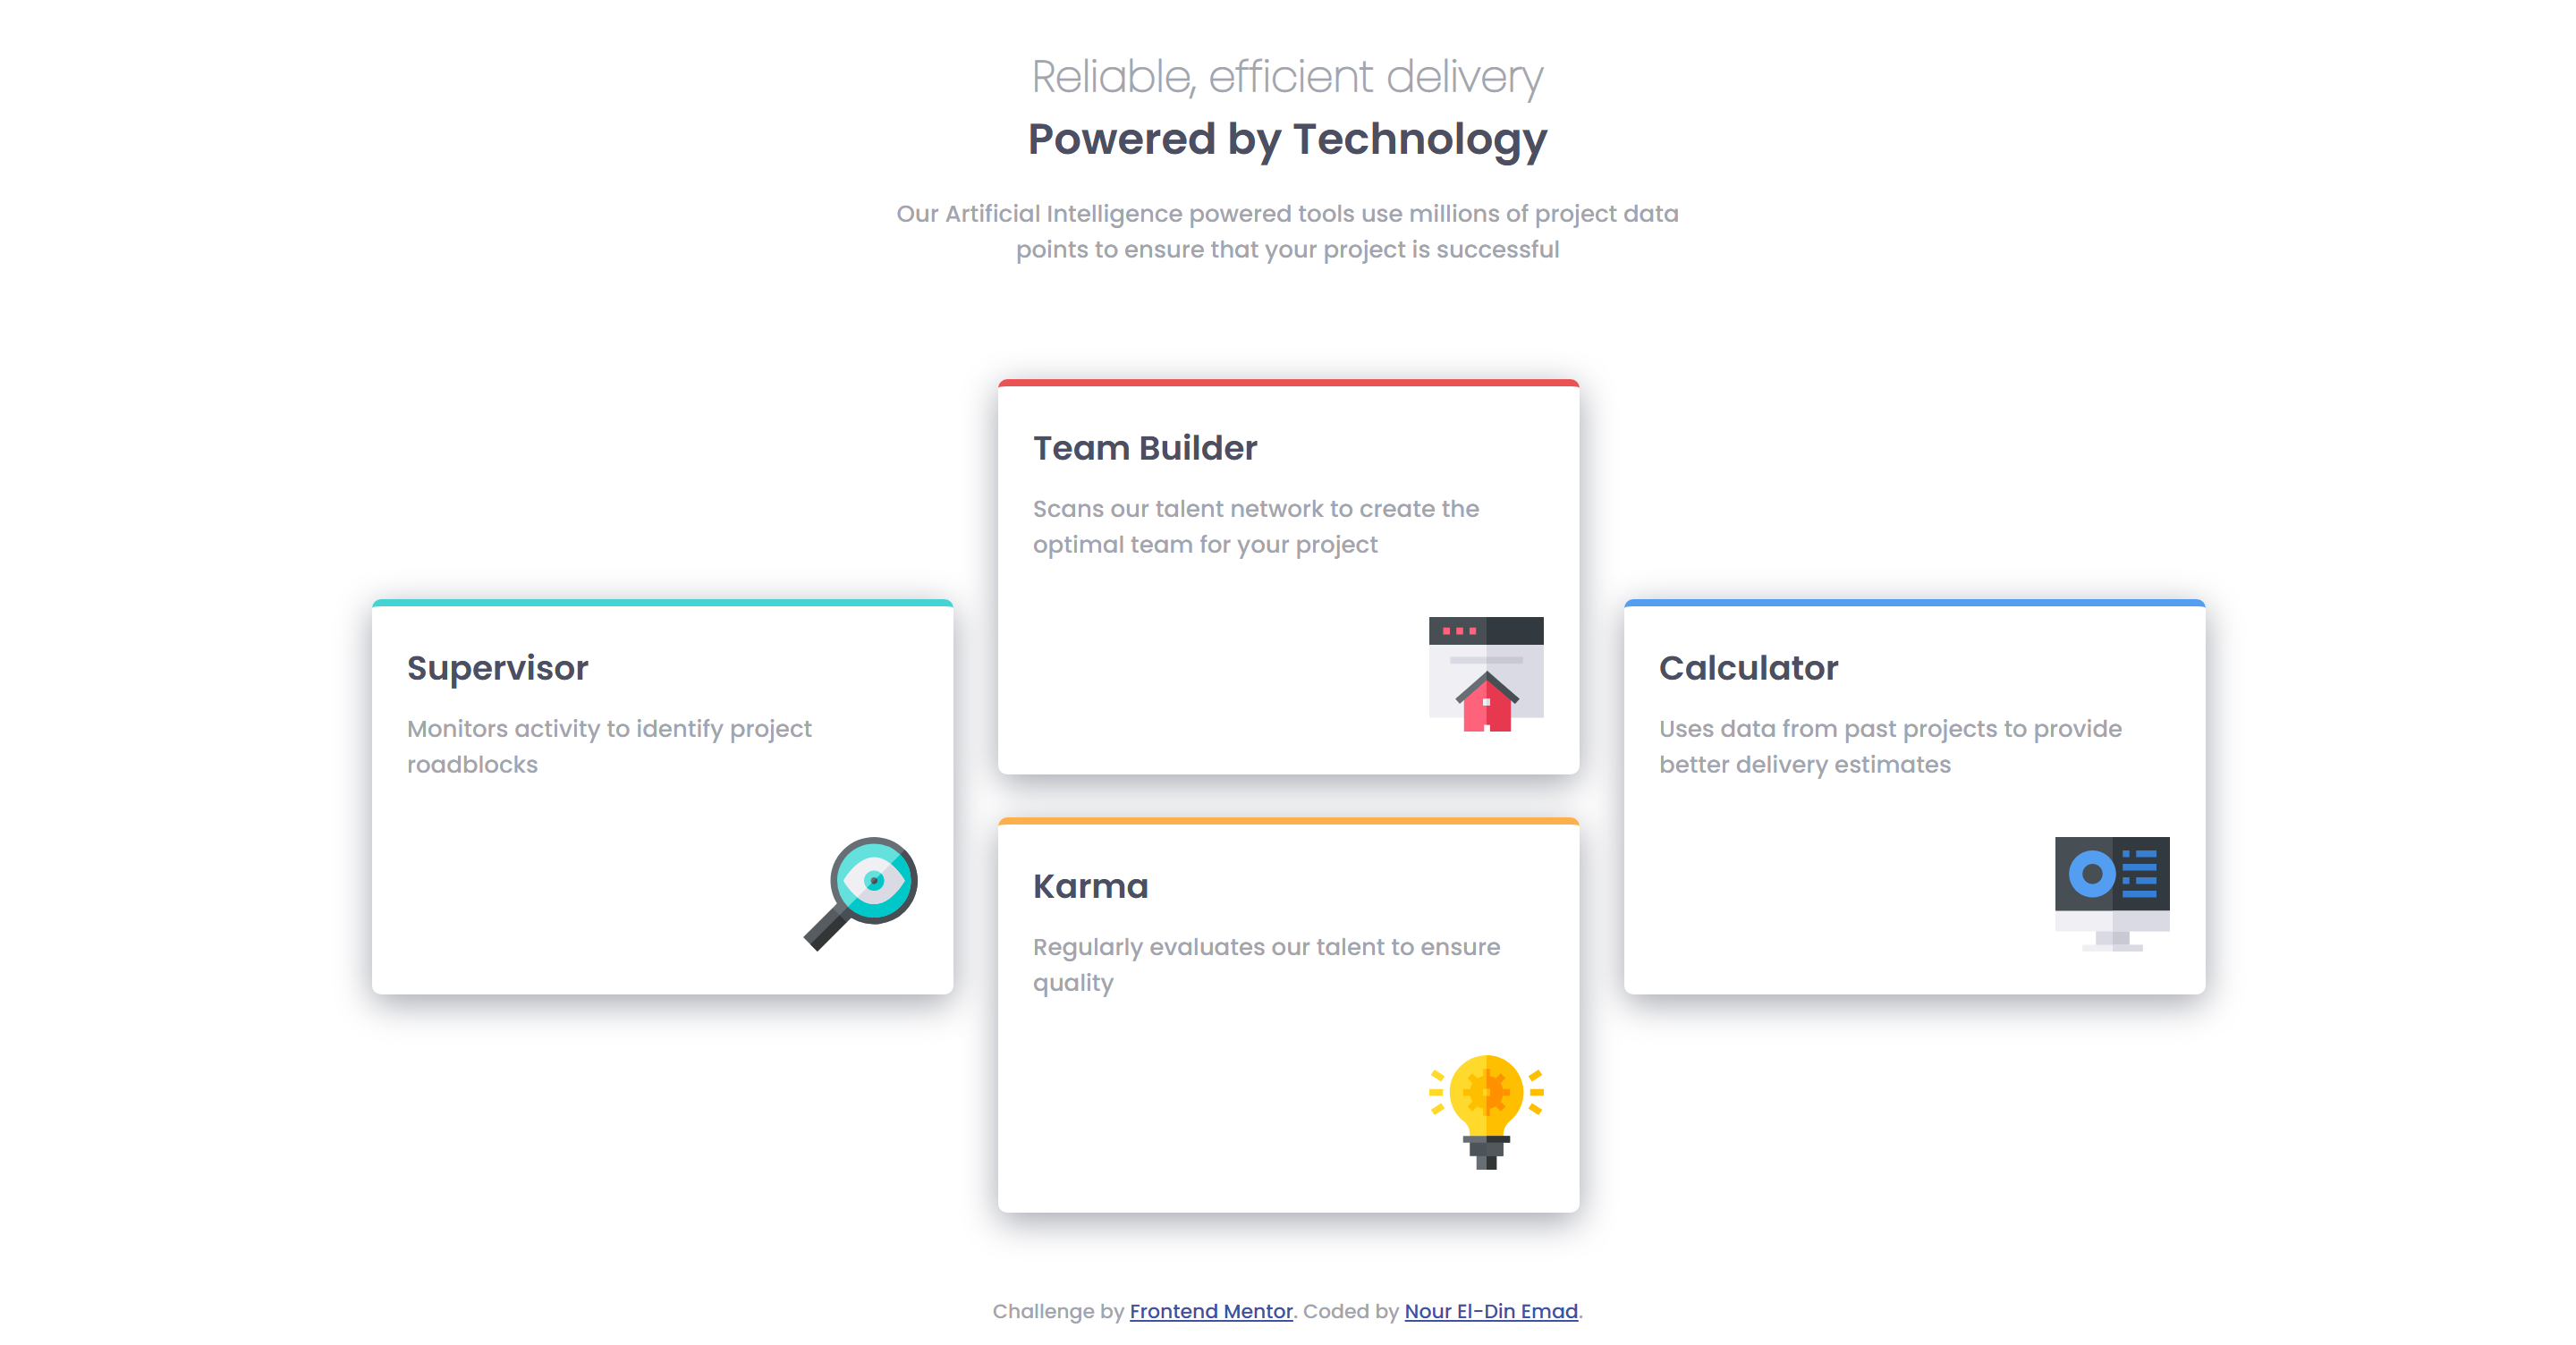 Reliable, efficient delivery
Powered by Technology
Our Artificial Intelligence powered tools use millions of project data
points to ensure that your project is successful
Team Builder
Scans our talent network to create the
optimal team for your project
Supervisor
Monitors activity to identify project
roadblocks
Calculator
Uses data from past projects to provide
better delivery estimates
Karma
Regularly evaluates our talent to ensure
quality
Challenge by Frontend Mentor. Coded by Nour El-Din Emad.